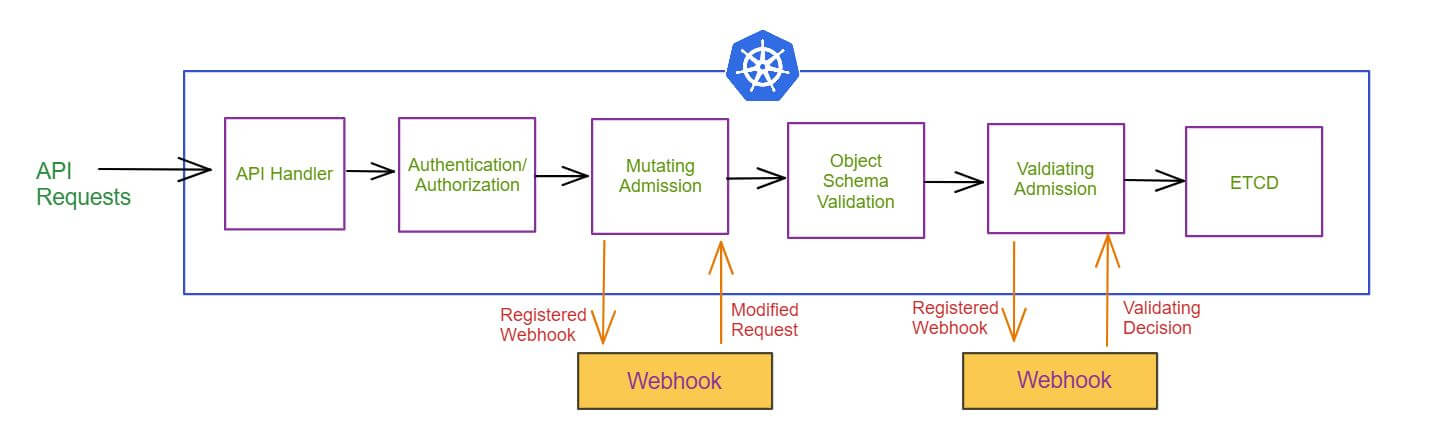 API
Requests
API Handler
Authentication/
Authorization
Mutating
Admission
Object
Schema
Validation
Valdiating
Admission
ETCD
Registered
Webhook
Modified
Request
Registered
Webhook
Validating
Decision
Webhook
Webhook